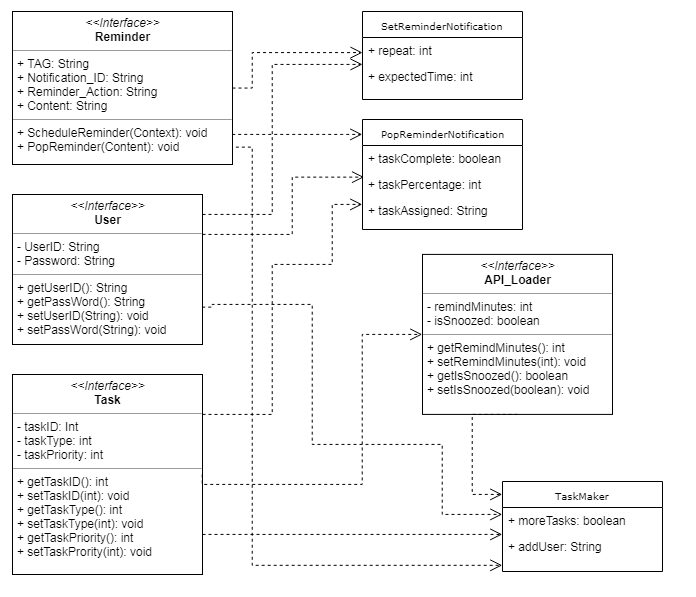 <<Interface>>
Reminder
+ TAG: String
+ Notification_ID: String
+ Reminder_Action: String
+ Content: String
+ ScheduleReminder(Context): void
+ PopReminder(Content): void
SetReminderNotification
+ repeat: int
+ expectedTime: int
PopReminderNotification
+ taskComplete: boolean
+ taskPercentage: int
+ taskAssigned: String
<<Interface>>
User
- UserID: String
- Password: String
+ getUserID(): String
+ getPassWord(): String
+ setUserID(String): void
+ setPassWord(String): void
<<Interface>>
API_Loader
- remindMinutes: int
- isSnoozed: boolean
+ getRemindMinutes(): int
+ setRemindMinutes(int): void
+ getIsSnoozed(): boolean
+ setIsSnoozed(boolean): void
<<Interface>>
Task
- taskID: Int
- taskType: int
- taskPriority: int
+ getTaskID(): int
+ setTaskID(int): void
+ getTaskType(): int
+ setTaskType(int): void
+ getTaskPriority(): int
+ setTaskPrority(int): void
TaskMaker
+ moreTasks: boolean
+ addUser: String